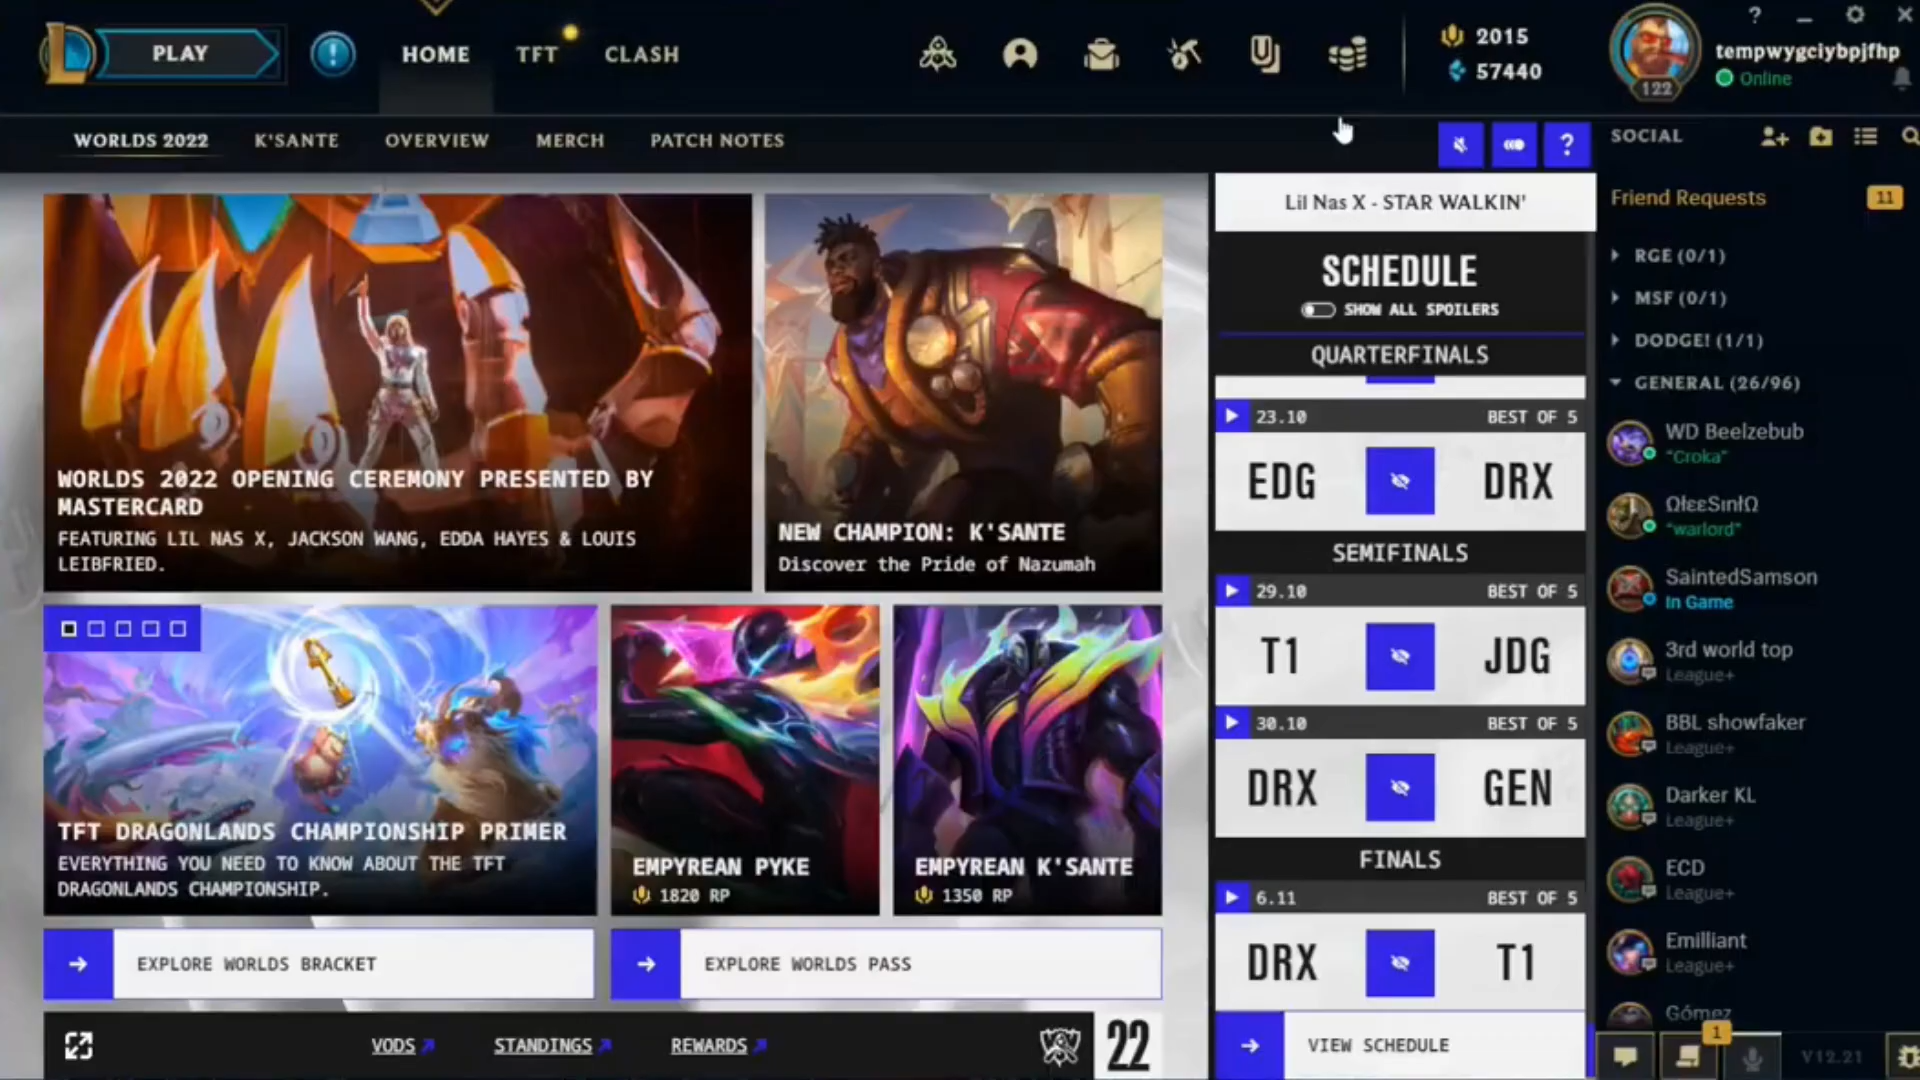 PLAY
HOME
TFT
CLASH
2015
57440
122
tempwygciybpjfhp
Online
WORLDS 2022
K'SANTE
OVERVIEW
MERCH
PATCH NOTES
?
SOCIAL
Lil Nas X - STAR WALKIN'
SCHEDULE
SHOW ALL SPOILERS
QUARTERFINALS
23.10 BEST OF 5
EDG DRX
SEMIFINALS
29.10 BEST OF 5
T1 JDG
30.10 BEST OF 5
DRX GEN
FINALS
6.11 BEST OF 5
DRX T1
VIEW SCHEDULE
WORLDS 2022 OPENING CEREMONY PRESENTED BY
MASTERCARD
FEATURING LIL NAS X, JACKSON WANG, EDDA HAYES & LOUIS
LEIBFRIED.
NEW CHAMPION: K'SANTE
Discover the Pride of Nazumah
TFT DRAGONLANDS CHAMPIONSHIP PRIMER
EVERYTHING YOU NEED TO KNOW ABOUT THE TFT
DRAGONLANDS CHAMPIONSHIP.
EMPYREAN PYKE
1820 RP
EMPYREAN K'SANTE
1350 RP
EXPLORE WORLDS BRACKET
EXPLORE WORLDS PASS
VODS
STANDINGS
REWARDS
22
Friend Requests 11
RGE (0/1)
MSF (0/1)
DODGE! (1/1)
GENERAL (26/96)
WD Beelzebub
"Croka"
"warlord"
SaintedSamson
In Game
3rd world top
League+
BBL showfaker
League+
Darker KL
League+
ECD
League+
Emilliant
League+
Gómez
1
V12.21